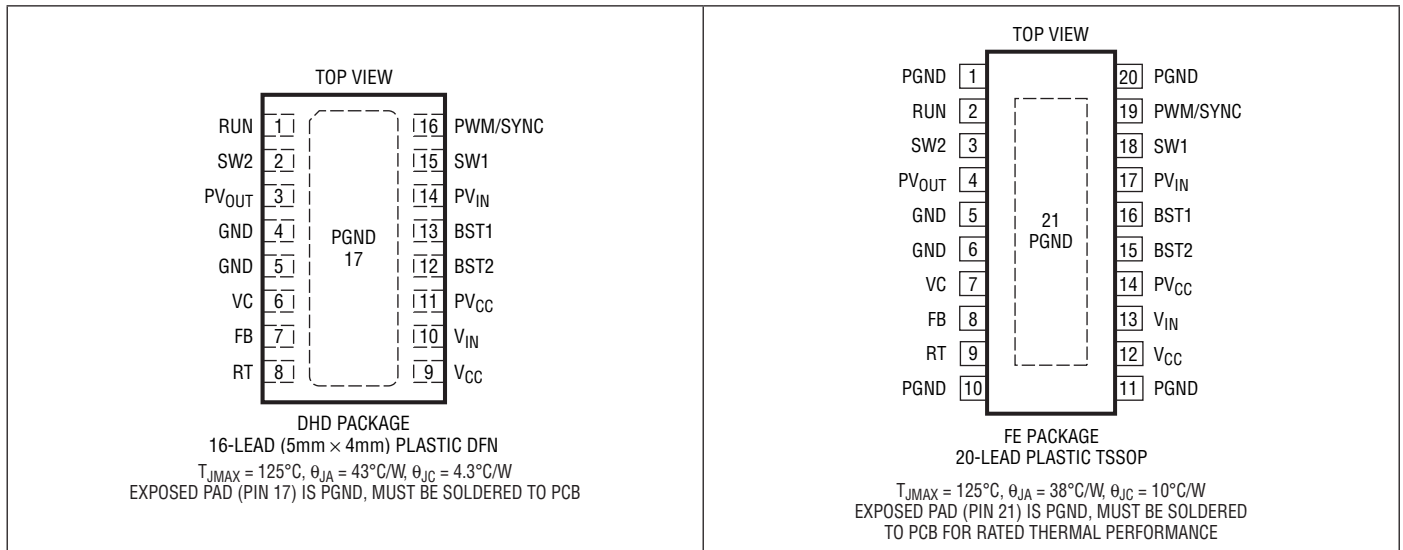 TOP VIEW
RUN 1
SW2 2
PVOUT 3
GND 4
GND 5
VC 6
FB 7
RT 8
PGND
17
16 PWM/SYNC
15 SW1
14 PVIN
13 BST1
12 BST2
11 PVCC
10 VIN
9 VCC
DHD PACKAGE
16-LEAD (5mm × 4mm) PLASTIC DFN
TJMAX = 125°C, θJA = 43°C/W, θJC = 4.3°C/W
EXPOSED PAD (PIN 17) IS PGND, MUST BE SOLDERED TO PCB
TOP VIEW
PGND 1
RUN 2
SW2 3
PVOUT 4
GND 5
GND 6
VC 7
FB 8
RT 9
PGND 10
21
PGND
20 PGND
19 PWM/SYNC
18 SW1
17 PVIN
16 BST1
15 BST2
14 PVCC
13 VIN
12 VCC
11 PGND
FE PACKAGE
20-LEAD PLASTIC TSSOP
TJMAX = 125°C, θJA = 38°C/W, θJC = 10°C/W
EXPOSED PAD (PIN 21) IS PGND, MUST BE SOLDERED
TO PCB FOR RATED THERMAL PERFORMANCE